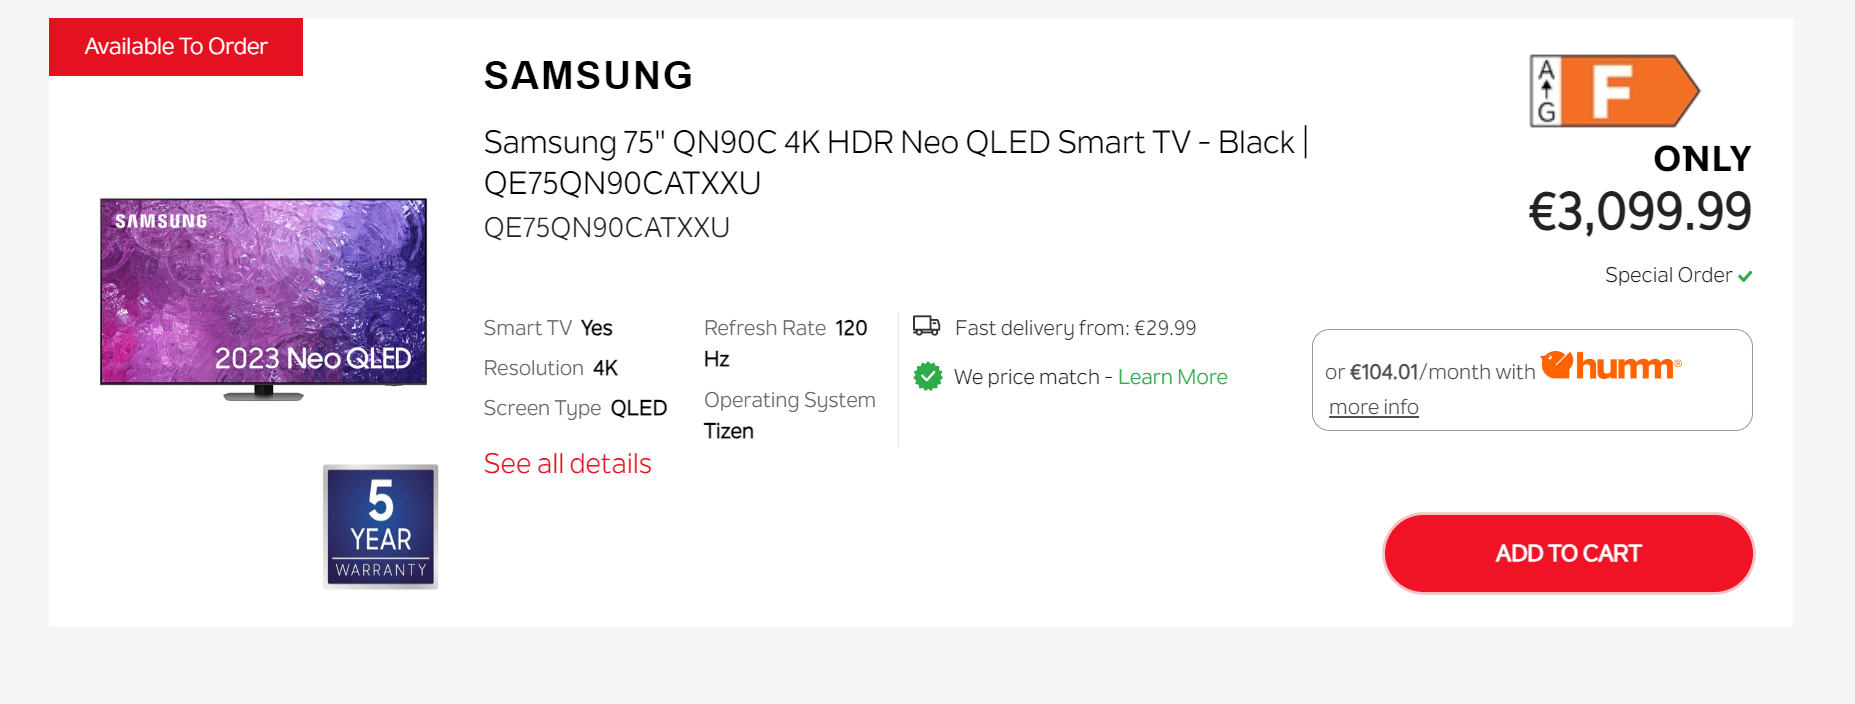 Available To Order
SAMSUNG
Samsung 75" QN90C 4K HDR Neo QLED Smart TV - Black |
QE75QN90CATXXU
QE75QN90CATXXU
SAMSUNG
2023 Neo QLED
5
YEAR
WARRANTY
Smart TV Yes
Resolution 4K
Screen Type QLED
Refresh Rate 120
Hz
Operating System
Tizen
See all details
Fast delivery from: €29.99
We price match - Learn More
A
G
F
ONLY
€3,099.99
Special Order
or €104.01/month with humm®
more info
ADD TO CART